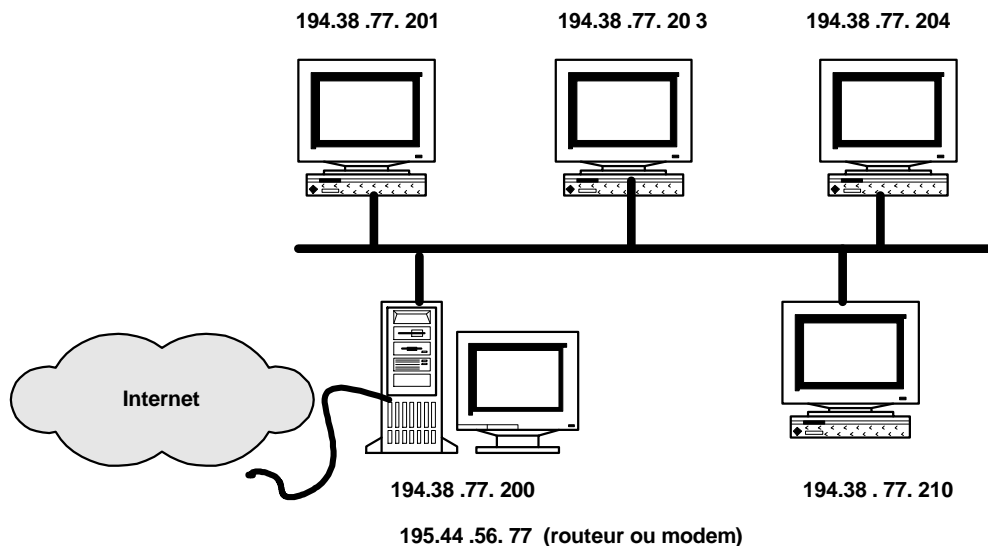 194.38 .77. 201
194.38 .77. 20 3
194.38 .77. 204
Internet
194.38 .77. 200
194.38 . 77. 210
195.44 .56. 77 (routeur ou modem)